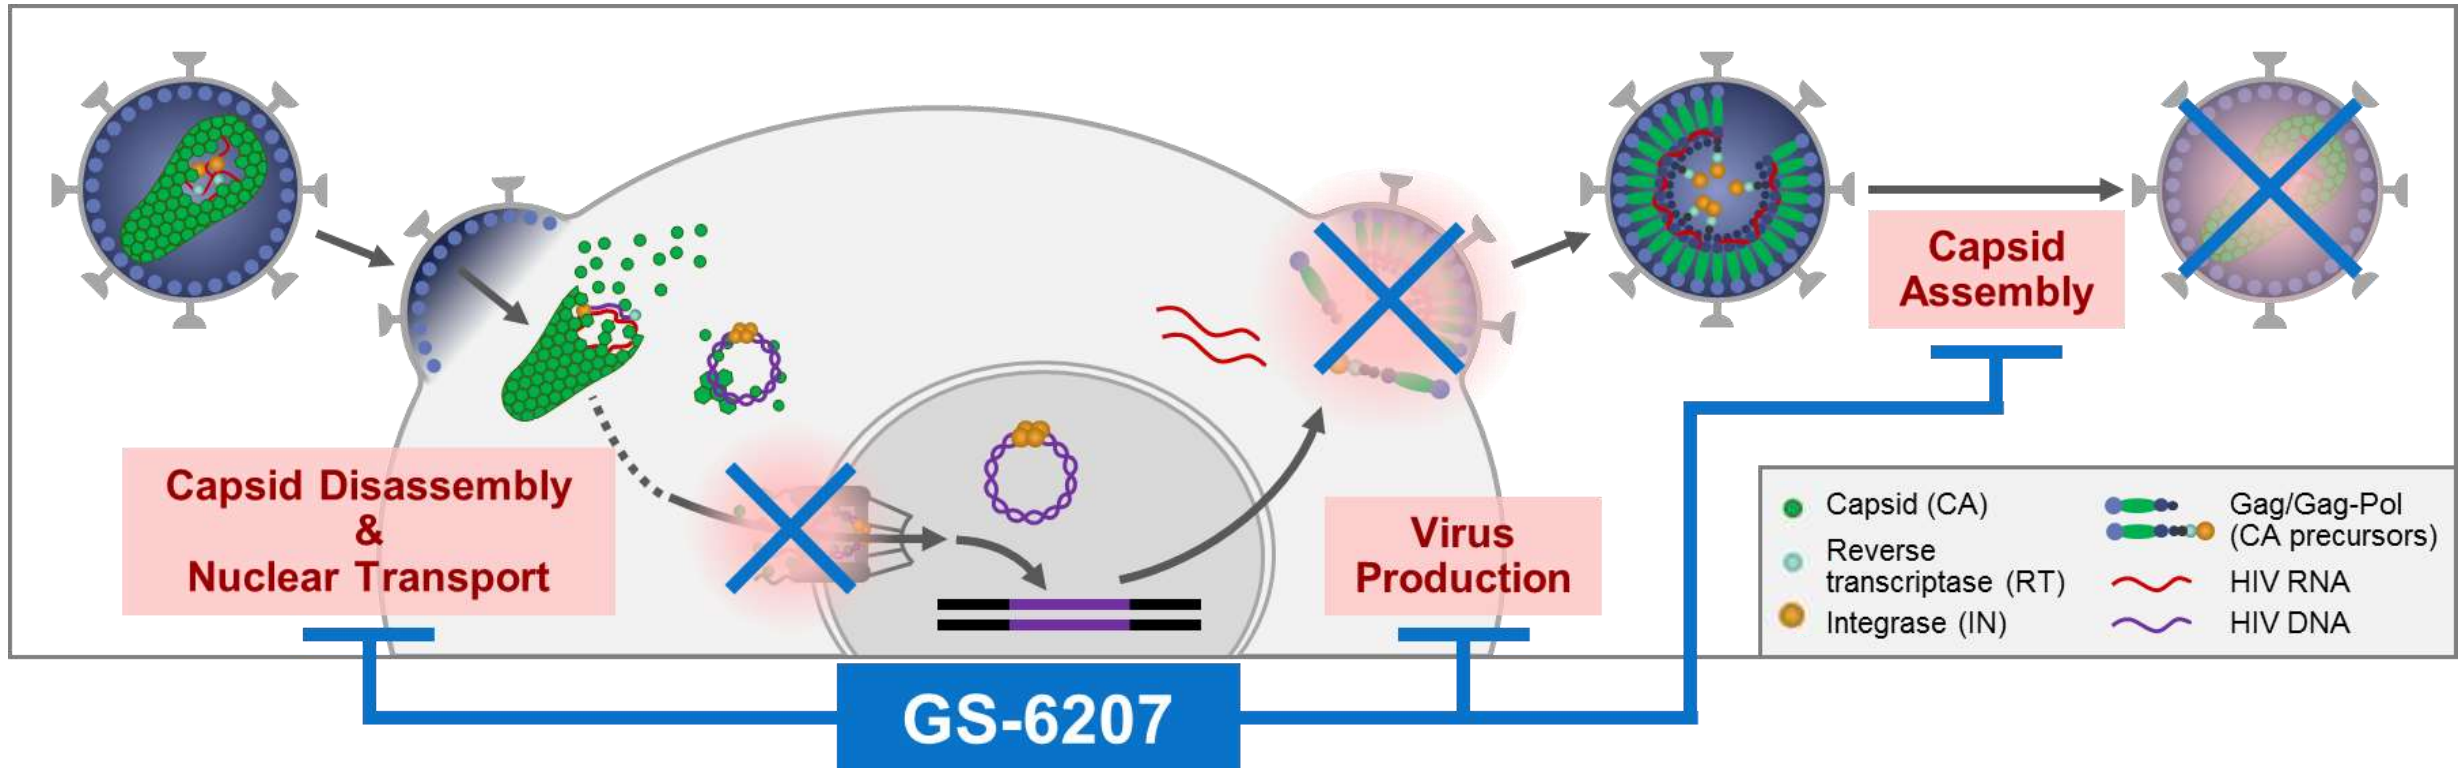 Capsid
Assembly
Capsid Disassembly
&
Nuclear Transport
Virus
Production
Capsid (CA)
Reverse
transcriptase (RT)
Integrase (IN)
Gag/Gag-Pol
(CA precursors)
HIV RNA
HIV DNA
GS-6207